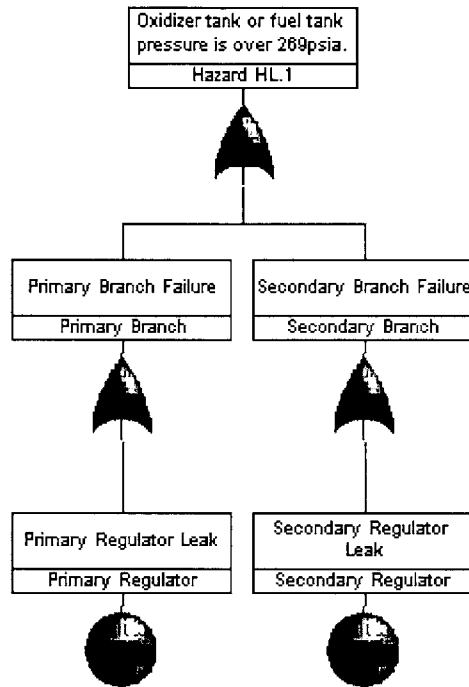 Oxidizer tank or fuel tank
pressure is over 269psia.
Hazard HL.1
Primary Branch Failure
Primary Branch
Secondary Branch Failure
Secondary Branch
Primary Regulator Leak
Primary Regulator
Secondary Regulator
Leak
Secondary Regulator